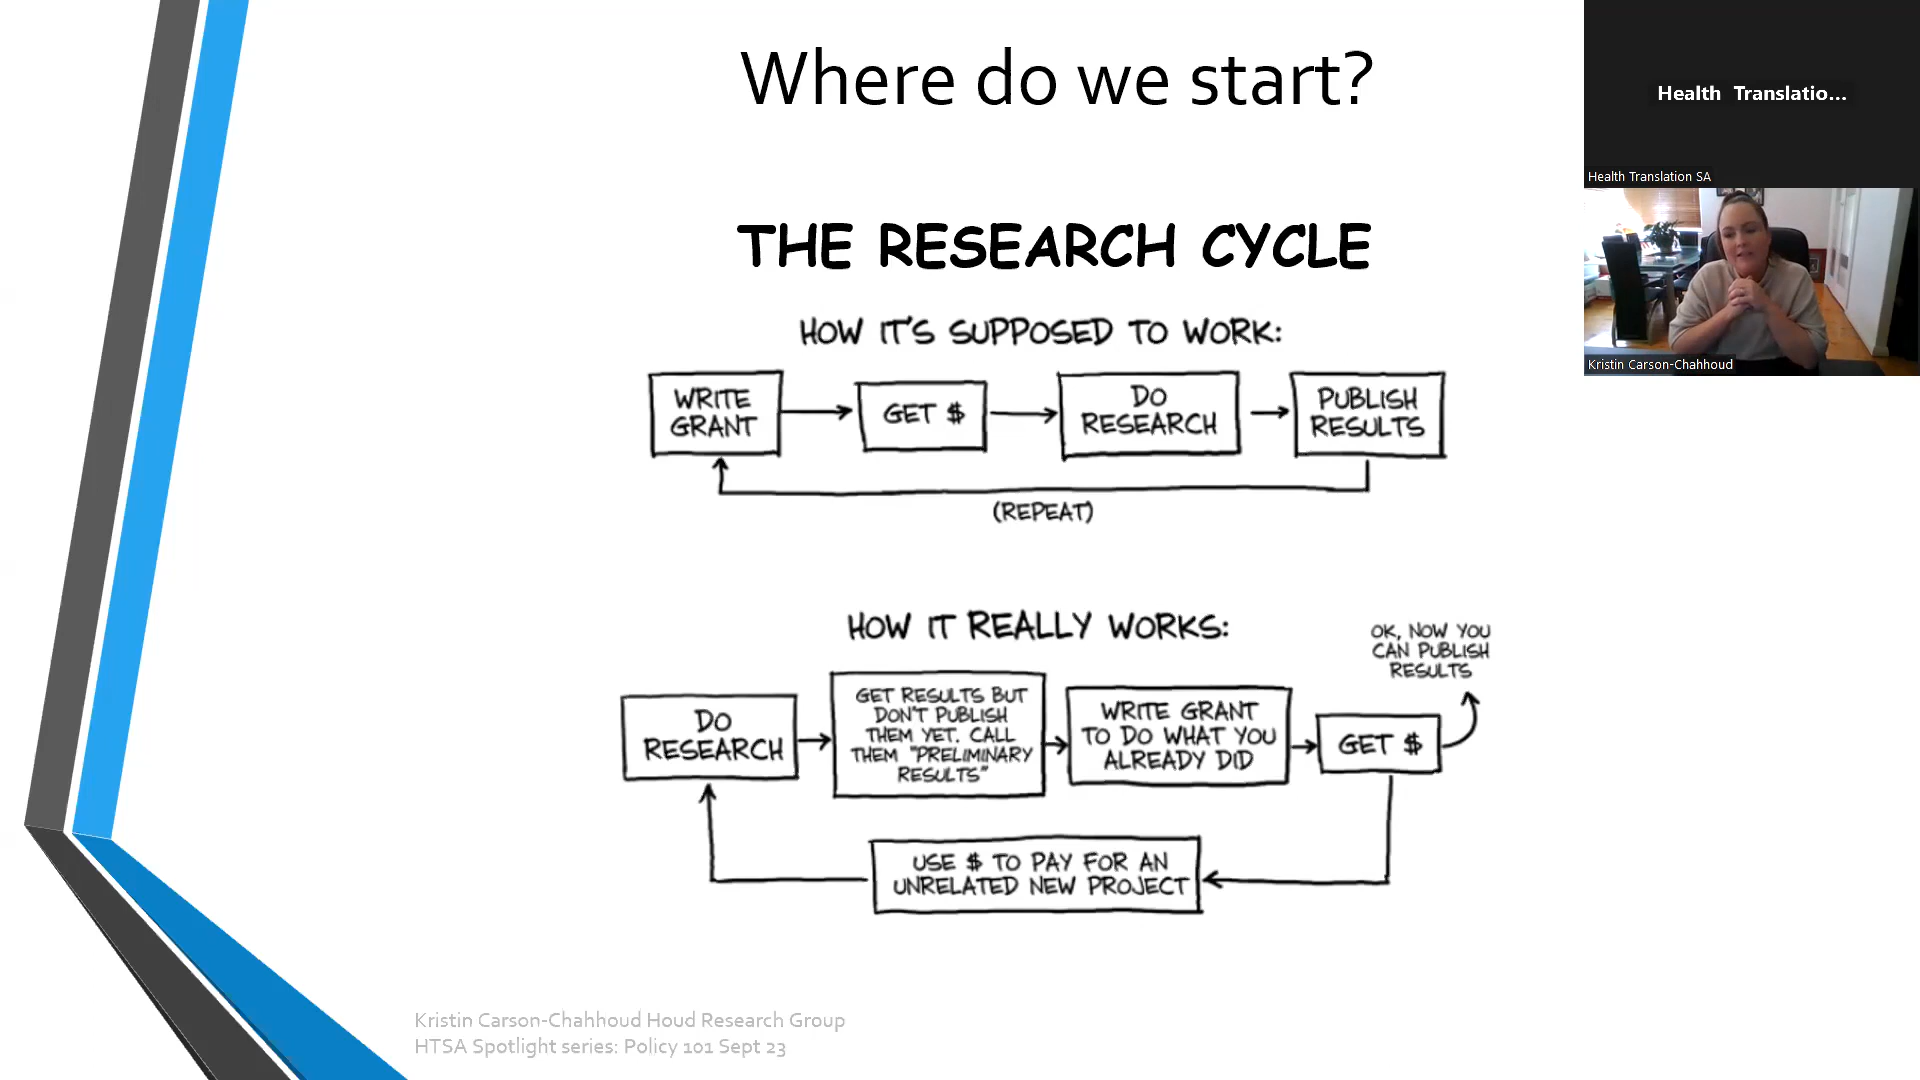 Where do we start?
THE RESEARCH CYCLE
HOW IT'S SUPPOSED TO WORK:
WRITE
GRANT
GET $
DO
RESEARCH
PUBLISH
RESULTS
(REPEAT)
HOW IT REALLY WORKS:
DO
RESEARCH
GET RESULTS BUT
DON'T PUBLISH
THEM YET. CALL
THEM "PRELIMINARY
RESULTS"
WRITE GRANT
TO DO WHAT YOU
ALREADY DID
GET $
OK, NOW YOU
CAN PUBLISH
RESULTS
USE $ TO PAY FOR AN
UNRELATED NEW PROJECT
Kristin Carson-Chahhoud Houd Research Group
HTSA Spotlight series: Policy 101 Sept 23
Health Translatio...
Health Translation SA
Kristin Carson-Chahhoud